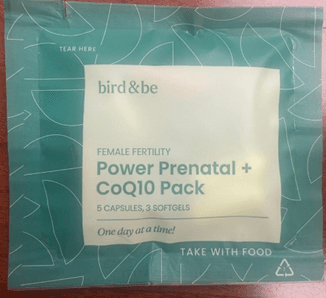 TEAR HERE
bird&be
FEMALE FERTILITY
Power Prenatal +
CoQ10 Pack
5 CAPSULES, 3 SOFTGELS
One day at a time!
TAKE WITH FOOD